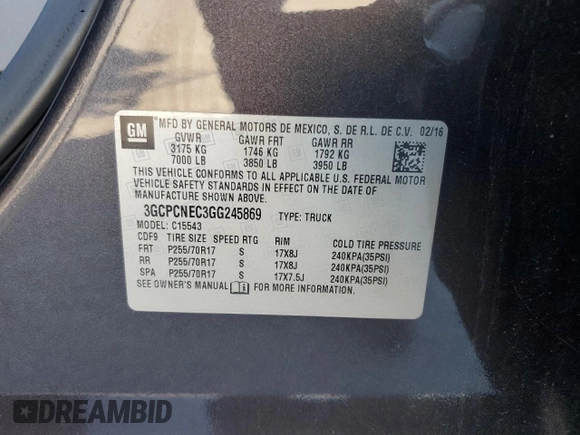 GM MFD BY GENERAL MOTORS DE MEXICO, S. DE R.L. DE C.V. 02/16
GVWR GAWR FRT GAWR RR
3175 KG 1746 KG 1792 KG
7000 LB 3850 LB 3950 LB
THIS VEHICLE CONFORMS TO ALL APPLICABLE U.S. FEDERAL MOTOR
VEHICLE SAFETY STANDARDS IN EFFECT ON THE DATE OF
MANUFACTURE SHOWN ABOVE.
3GCPCNEC3GG245869 TYPE: TRUCK
MODEL: C15543
CDF9 TIRE SIZE SPEED RTG RIM COLD TIRE PRESSURE
FRT P255/70R17 S 17X8J 240KPA(35PSI)
RR P255/70R17 S 17X8J 240KPA(35PSI)
SPA P255/70R17 S 17X7.5J 240KPA(35PSI)
SEE OWNER'S MANUAL FOR MORE INFORMATION.
DREAMBID